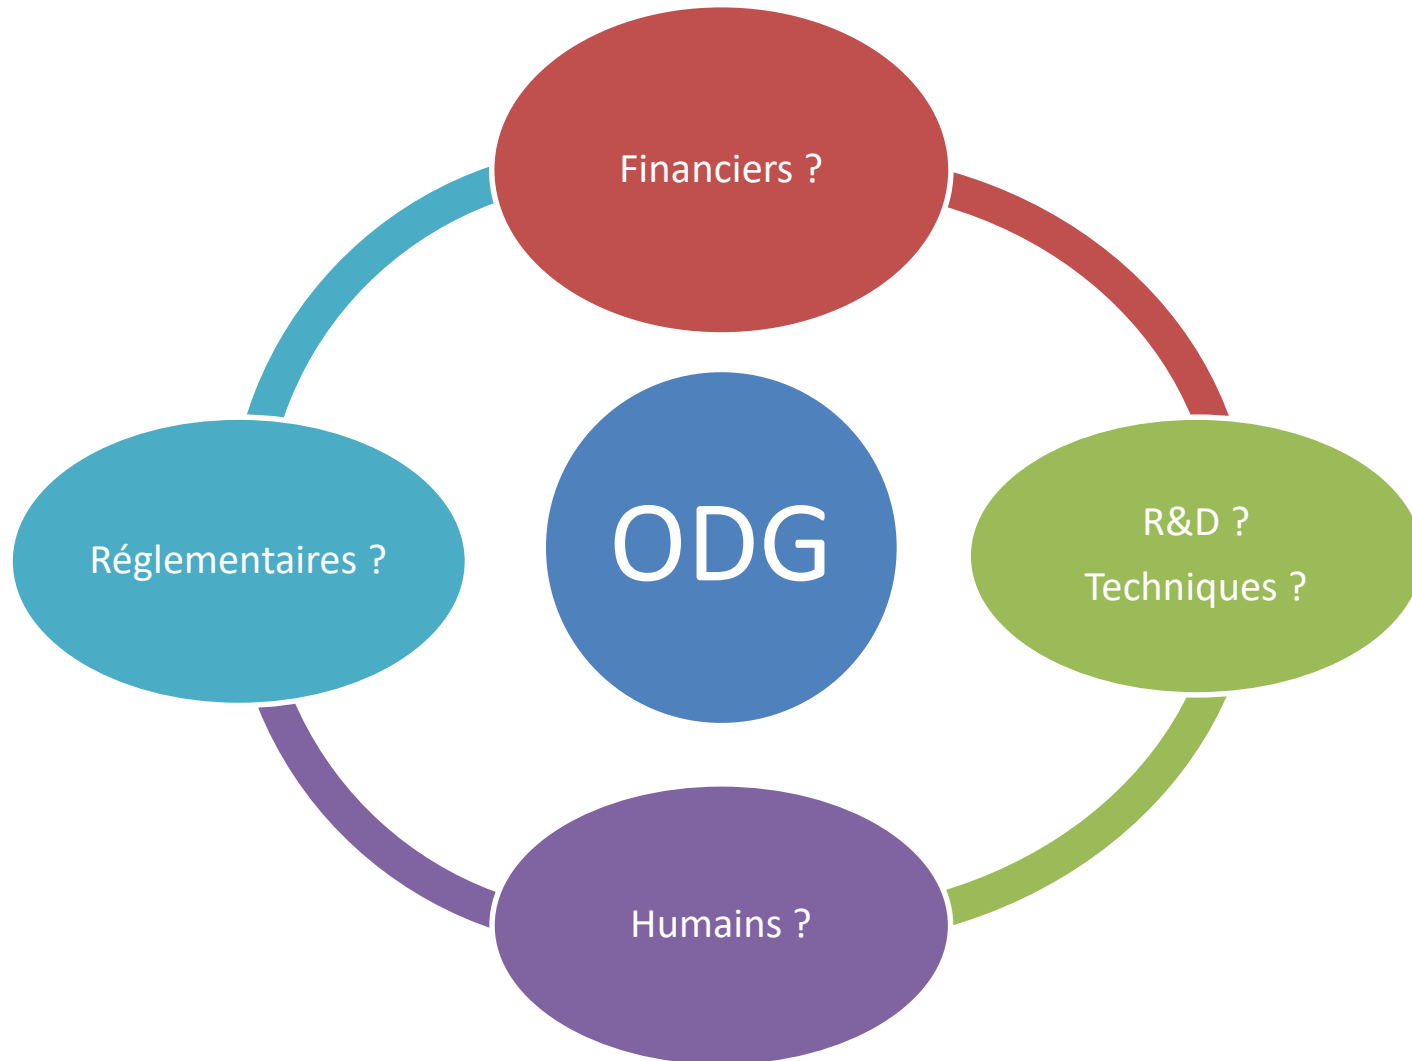 Financiers ?
Réglementaires ?
ODG
R&D ?
Techniques ?
Humains ?